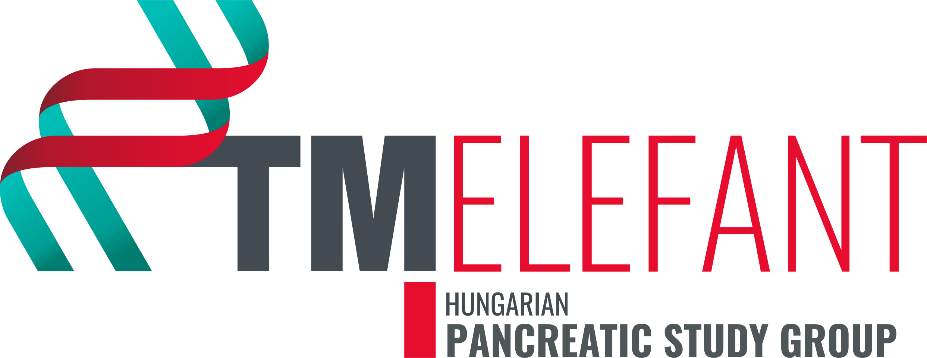 TMELEFANT
HUNGARIAN
PANCREATIC STUDY GROUP